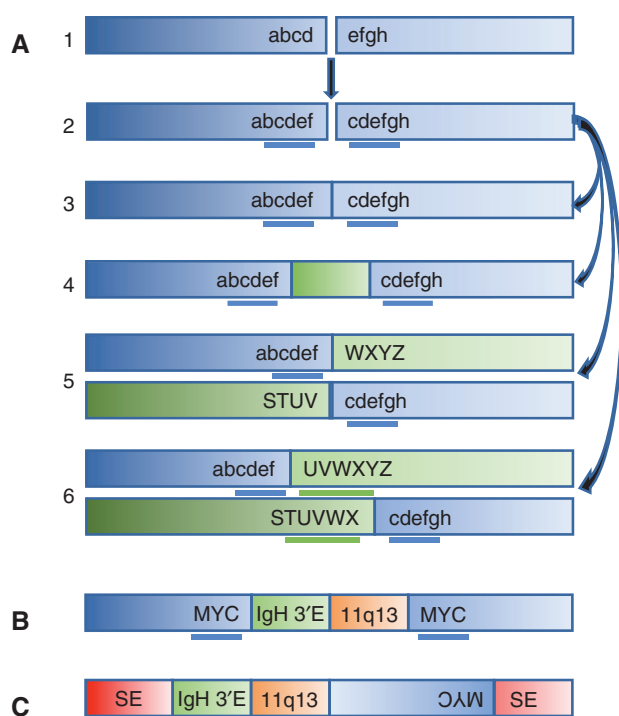 A
1 abcd efgh
2 abcdef cdefgh
3 abcdef cdefgh
4 abcdef cdefgh
5 abcdef WXYZ
STUV cdefgh
6 abcdef UVWXYZ
STUVWX cdefgh
B MYC IgH 3′E 11q13 MYC
C SE IgH 3′E 11q13 MYC SE